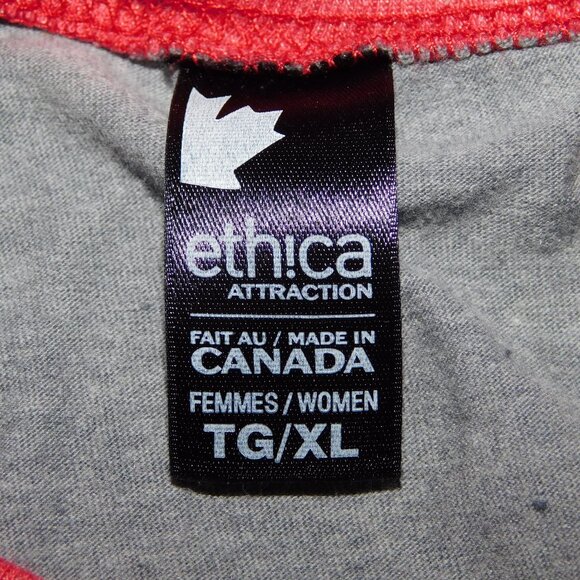 eth!ca
ATTRACTION
FAIT AU / MADE IN
CANADA
FEMMES / WOMEN
TG/XL